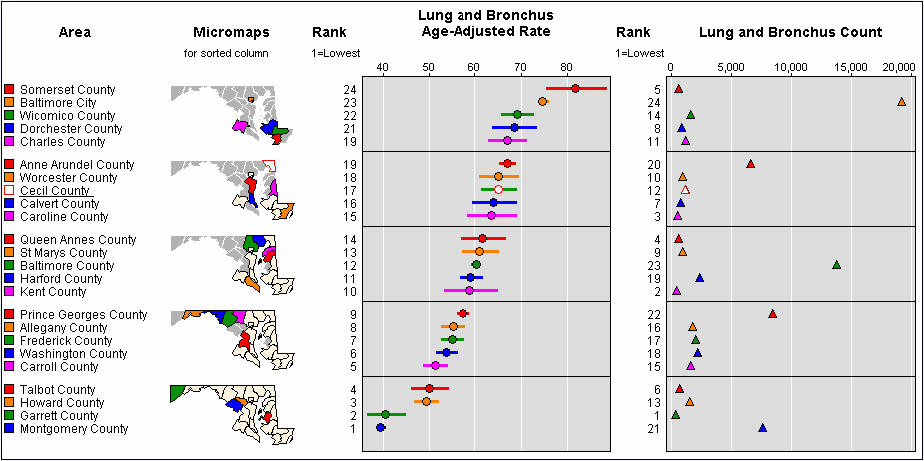 Lung and Bronchus
Area Micromaps Rank Age-Adjusted Rate Rank Lung and Bronchus Count
for sorted column 1=Lowest 1=Lowest
40 50 60 70 80 0 5,000 10,000 15,000 20,000
Somerset County 24 5
Baltimore City 23 24
Wicomico County 22 14
Dorchester County 21 8
Charles County 19 11
Anne Arundel County 19 20
Worcester County 18 10
Cecil County 17 12
Calvert County 16 7
Caroline County 15 3
Queen Annes County 14 4
St Marys County 13 9
Baltimore County 12 23
Harford County 11 19
Kent County 10 2
Prince Georges County 9 22
Allegany County 8 16
Frederick County 7 17
Washington County 6 18
Carroll County 5 15
Talbot County 4 6
Howard County 3 13
Garrett County 2 1
Montgomery County 1 21